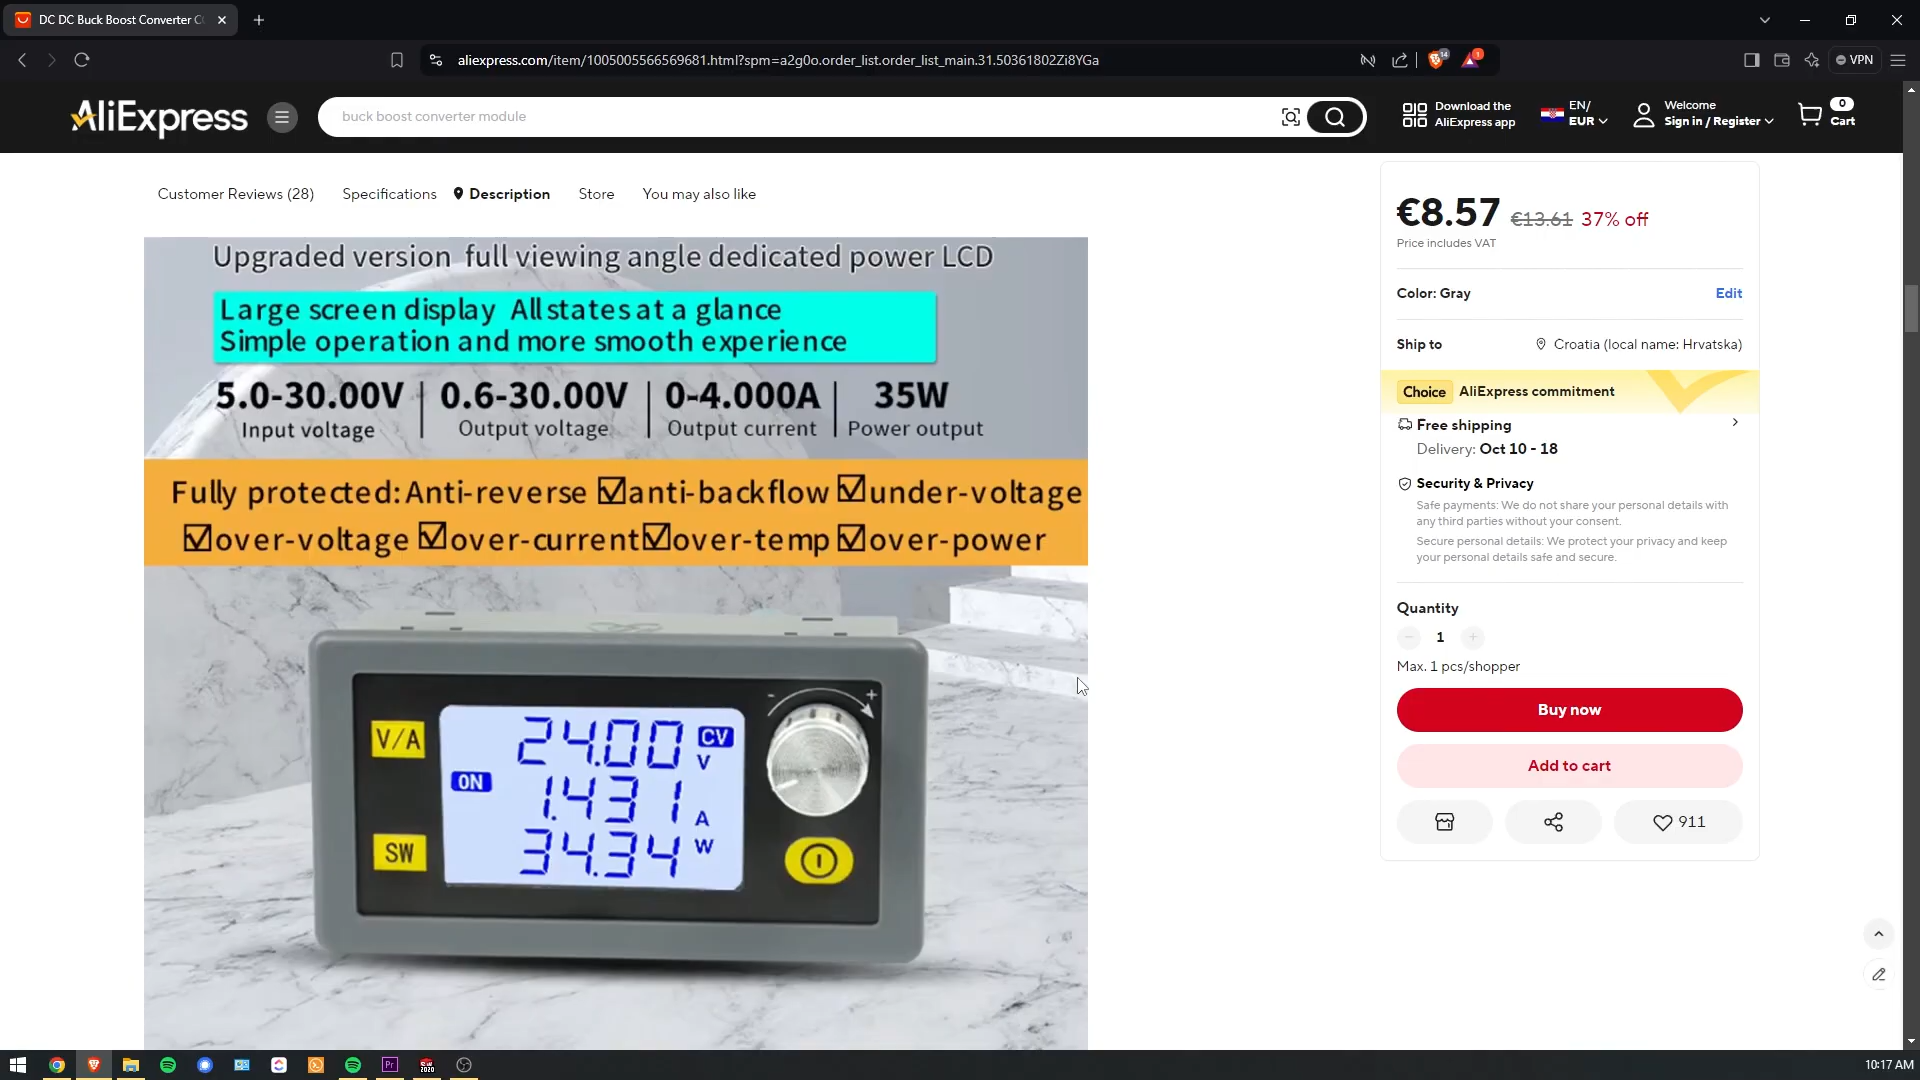 DC DC Buck Boost Converter C
aliexpress.com/item/1005005566569681.html?spm=a2g0o.order_list.order_list_main.31.50361802Zi8YGa
14
1
VPN
AliExpress
buck boost converter module
Download the
AliExpress app
EN/
EUR
Welcome
Sign in / Register
0
Cart
Customer Reviews (28)
Specifications
Description
Store
You may also like
Upgraded version full viewing angle dedicated power LCD
Large screen display All states at a glance
Simple operation and more smooth experience
5.0-30.00V | 0.6-30.00V | 0-4.000A | 35W
Input voltage Output voltage Output current Power output
Fully protected:Anti-reverse ☑anti-backflow ☑under-voltage
☑over-voltage ☑over-current☑over-temp ☑over-power
- +
V/A
24.00 CV
V
ON
1.431 A
SW
34.34 W
€8.57 €13.61 37% off
Price includes VAT
Color: Gray
Edit
Ship to
Croatia (local name: Hrvatska)
Choice AliExpress commitment
Free shipping
Delivery: Oct 10 - 18
Security & Privacy
Safe payments: We do not share your personal details with
any third parties without your consent.
Secure personal details: We protect your privacy and keep
your personal details safe and secure.
Quantity
− 1 +
Max. 1 pcs/shopper
Buy now
Add to cart
911
Pr
2020
10:17 AM